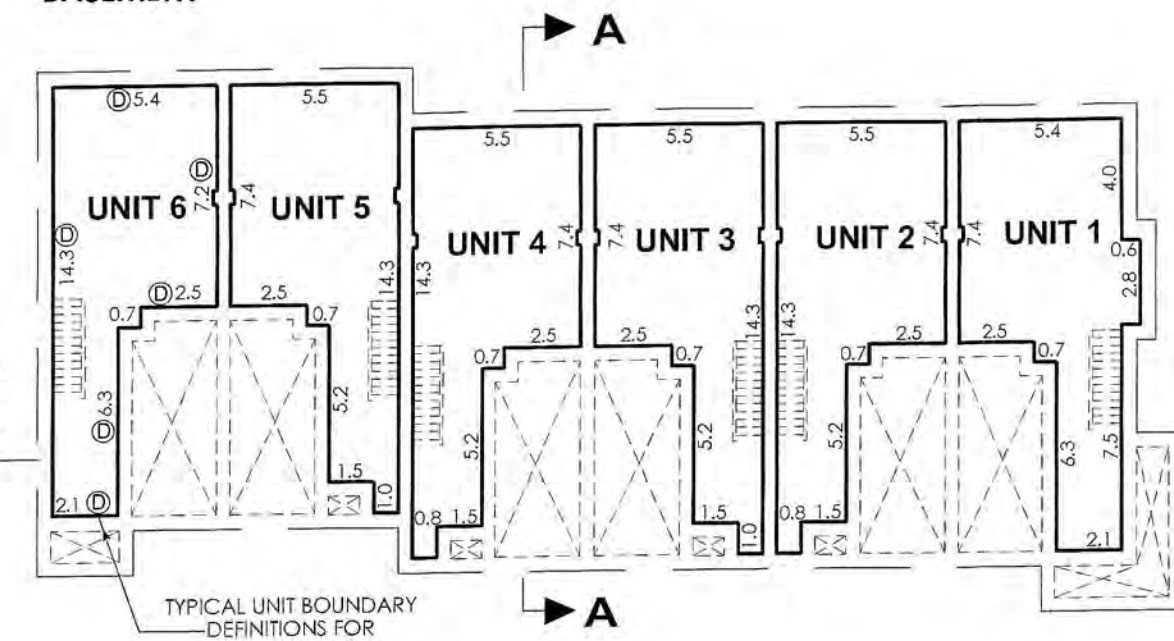 A
D 5.4
5.5
5.5
5.5
5.5
5.4
D
D
UNIT 6
7.2
7.4
UNIT 5
UNIT 4
7.4
7.4
UNIT 3
UNIT 2
7.4
7.4
UNIT 1
4.0
0.6
2.8
14.3
14.3
14.3
14.3
14.3
D 2.5
0.7
2.5
0.7
2.5
0.7
2.5
0.7
2.5
0.7
2.5
0.7
6.3
D
5.2
5.2
5.2
5.2
6.3
7.5
2.1 D
1.5
1.0
0.8 1.5
1.5
1.0
0.8 1.5
2.1
A
TYPICAL UNIT BOUNDARY
DEFINITIONS FOR